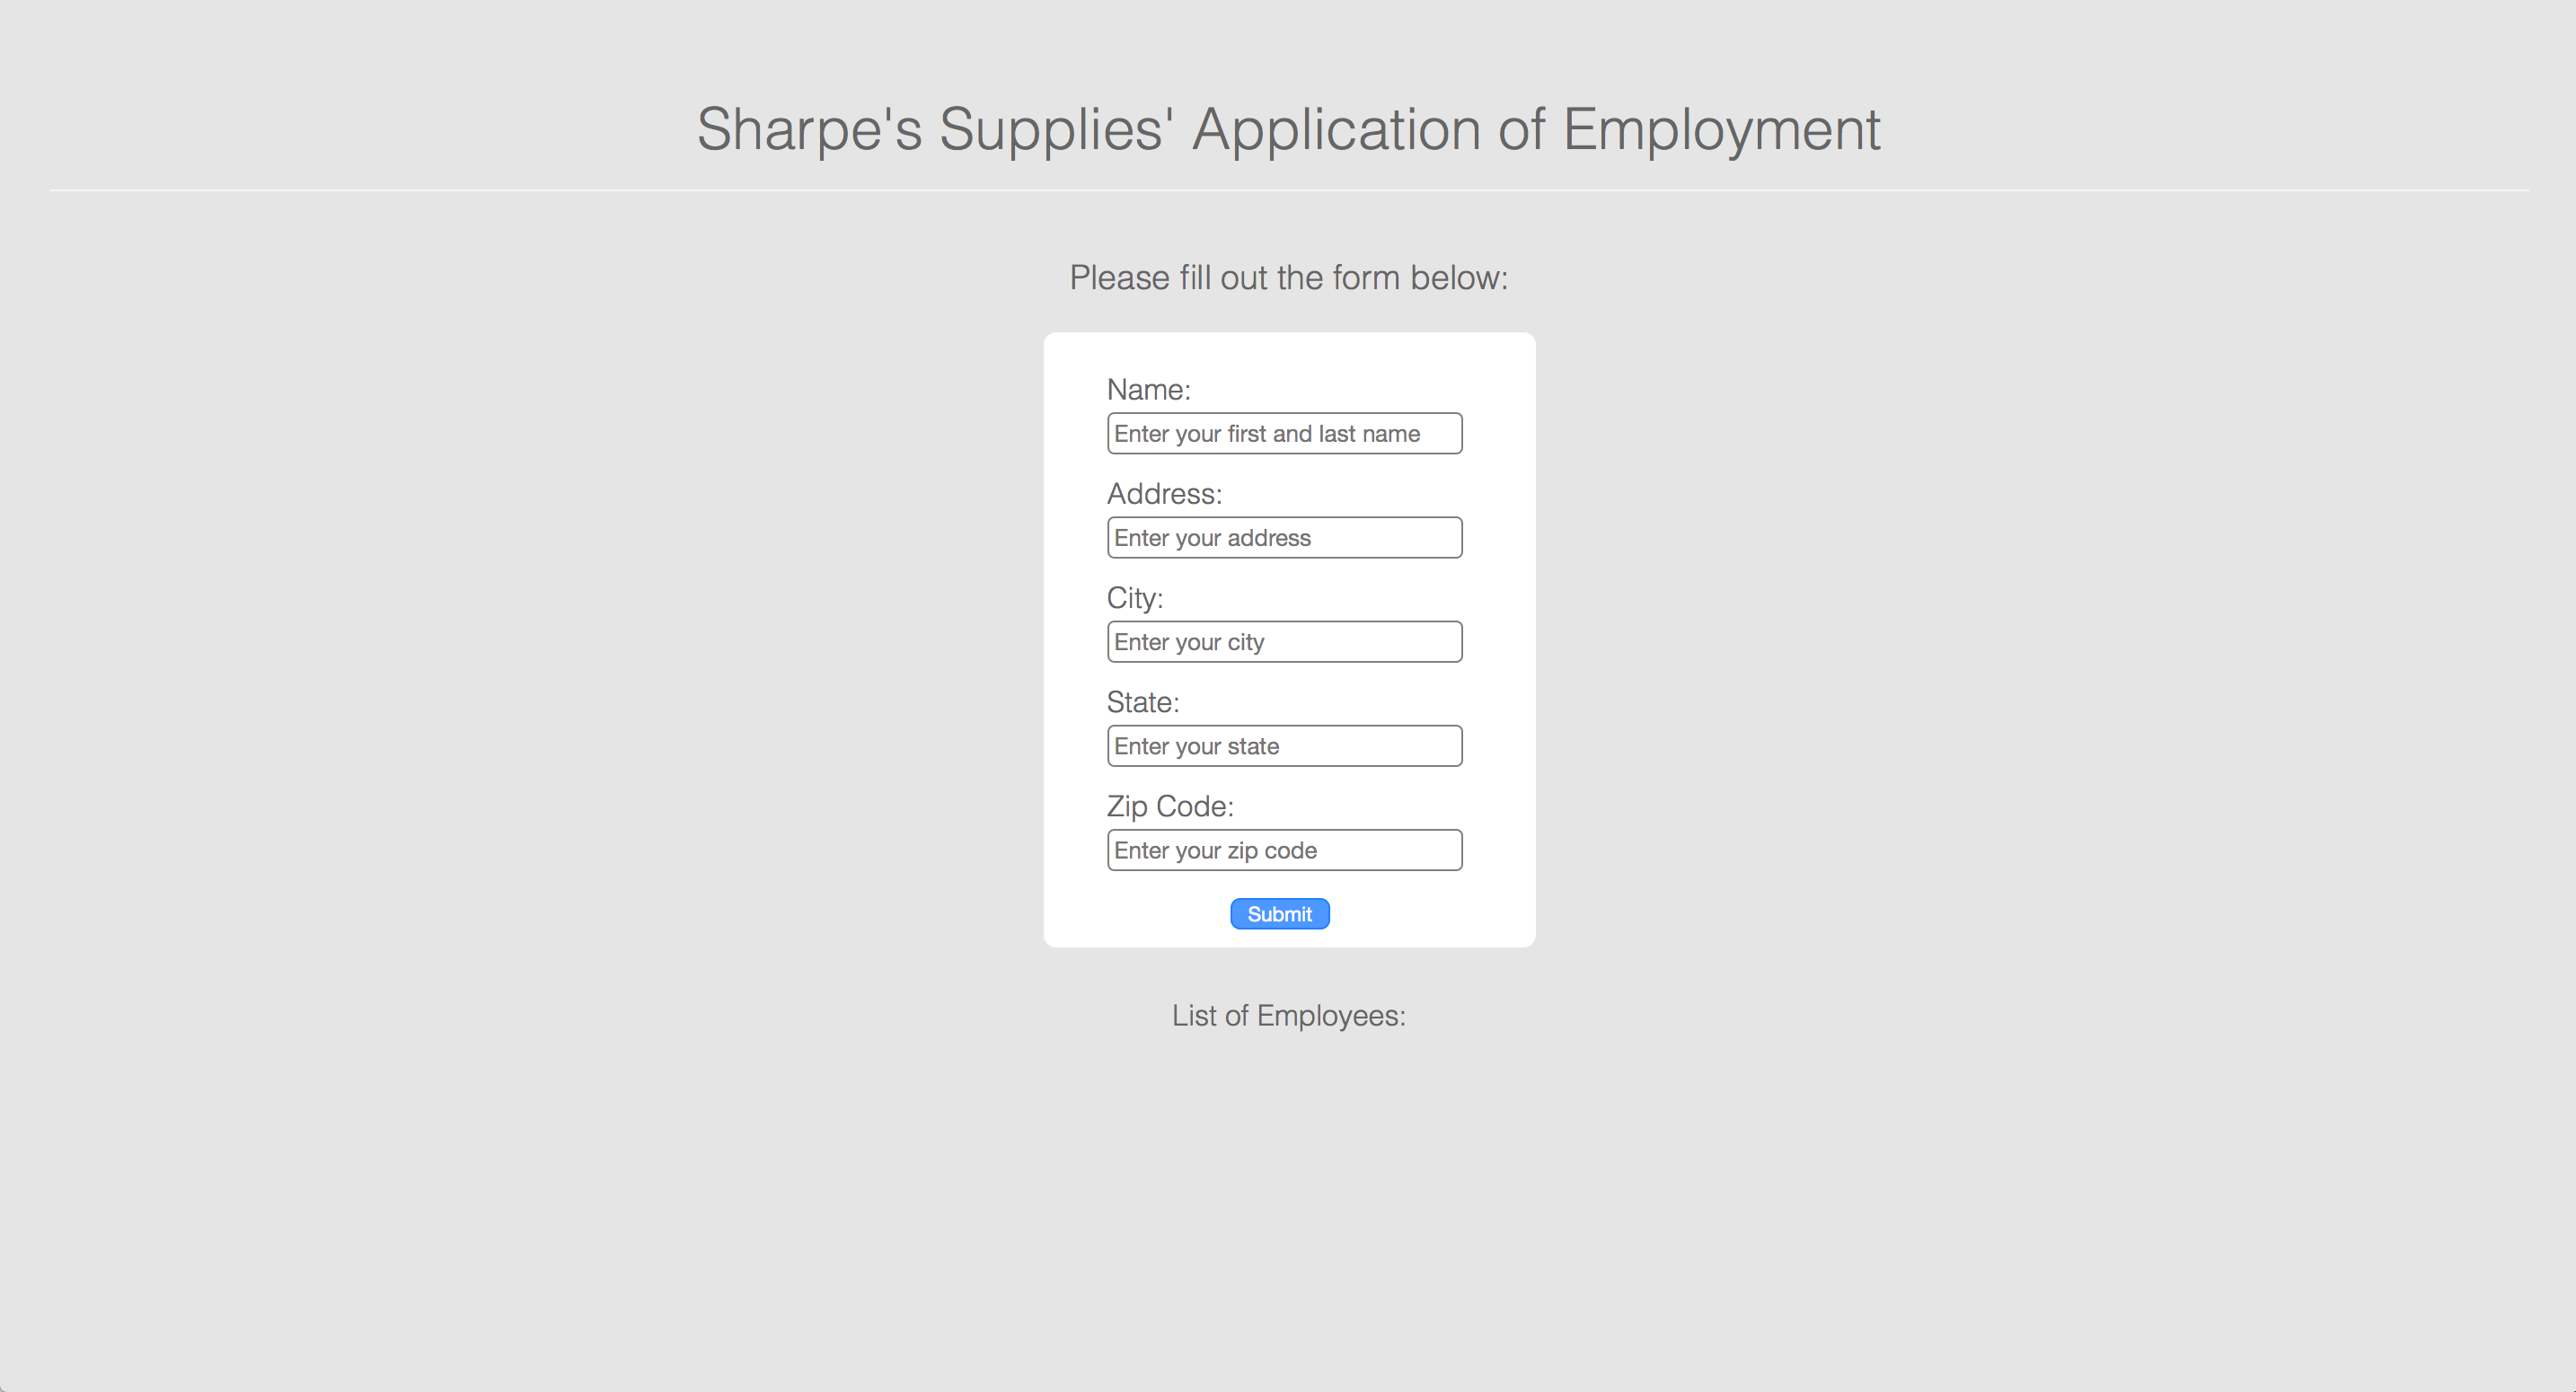 Sharpe's Supplies' Application of Employment
Please fill out the form below:
Name:
Enter your first and last name
Address:
Enter your address
City:
Enter your city
State:
Enter your state
Zip Code:
Enter your zip code
Submit
List of Employees: